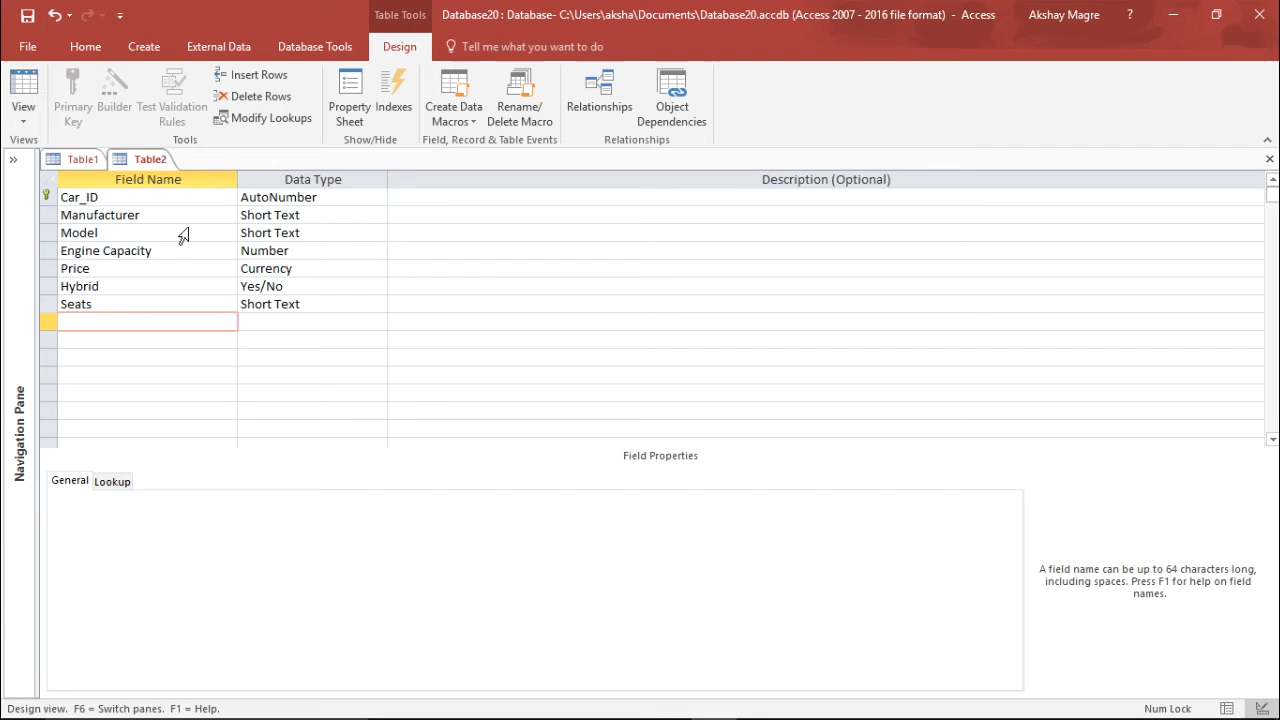 Table Tools
Database20 : Database- C:\Users\aksha\Documents\Database20.accdb (Access 2007 - 2016 file format) - Access
Akshay Magre
?
File
Home
Create
External Data
Database Tools
Design
Tell me what you want to do
View
Primary Key
Builder
Test Validation Rules
Insert Rows
Delete Rows
Modify Lookups
Property Sheet
Indexes
Create Data Macros
Rename/ Delete Macro
Relationships
Object Dependencies
Views
Tools
Show/Hide
Field, Record & Table Events
Relationships
Table1
Table2
Field Name
Data Type
Description (Optional)
Car_ID
AutoNumber
Manufacturer
Short Text
Model
Short Text
Engine Capacity
Number
Price
Currency
Hybrid
Yes/No
Seats
Short Text
Navigation Pane
Field Properties
General
Lookup
A field name can be up to 64 characters long,
including spaces. Press F1 for help on field
names.
Design view. F6 = Switch panes. F1 = Help.
Num Lock